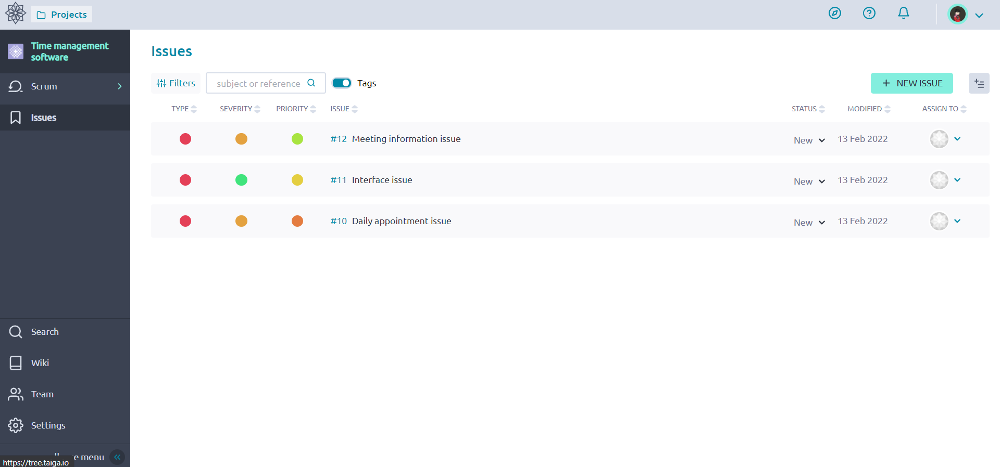 Projects
Time management
software
Scrum
Issues
Search
Wiki
Team
Settings
menu
https://tree.taiga.io
Issues
Filters
subject or reference
Tags
NEW ISSUE
TYPE SEVERITY PRIORITY ISSUE STATUS MODIFIED ASSIGN TO
#12 Meeting information issue New 13 Feb 2022
#11 Interface issue New 13 Feb 2022
#10 Daily appointment issue New 13 Feb 2022